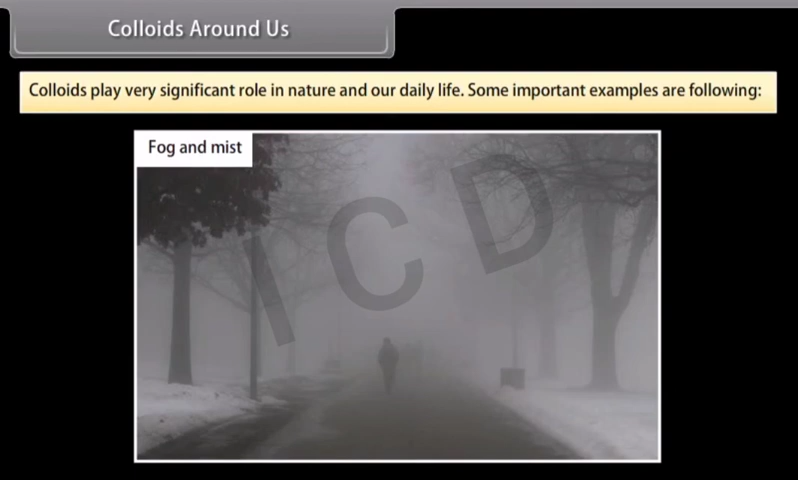 Colloids Around Us
Colloids play very significant role in nature and our daily life. Some important examples are following:
Fog and mist
ICD